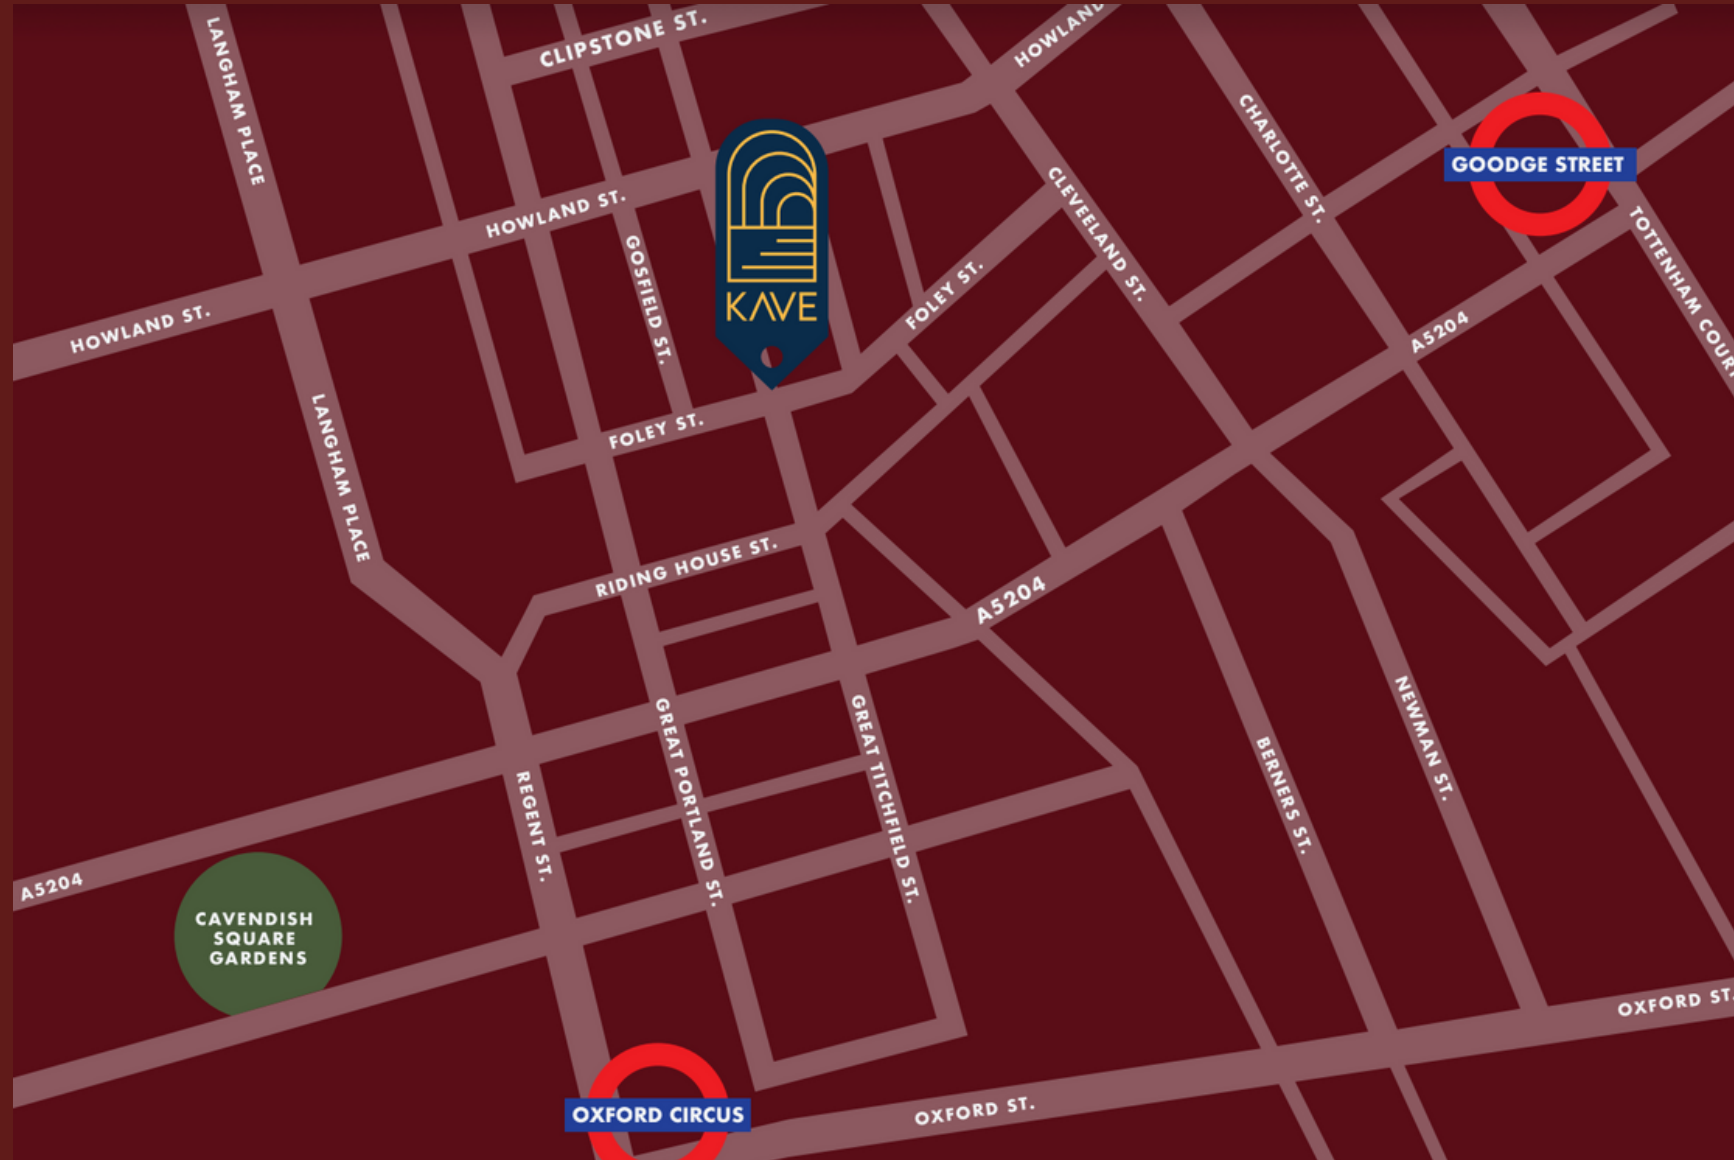 LANGHAM PLACE
CLIPSTONE ST.
HOWLAND
CHARLOTTE ST.
GOODGE STREET
CLEVEELAND ST.
HOWLAND ST.
GOSFIELD ST.
KAVE
FOLEY ST.
TOTTENHAM COURT
HOWLAND ST.
A5204
LANGHAM PLACE
FOLEY ST.
RIDING HOUSE ST.
A5204
GREAT PORTLAND ST.
GREAT TITCHFIELD ST.
NEWMAN ST.
BERNERS ST.
REGENT ST.
A5204
CAVENDISH
SQUARE
GARDENS
OXFORD ST.
OXFORD CIRCUS
OXFORD ST.